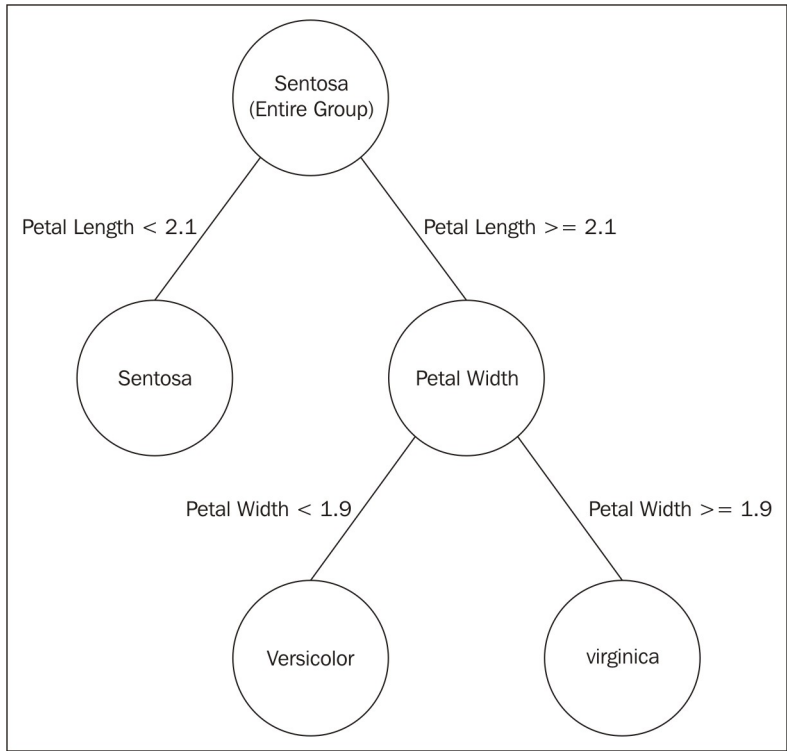 Sentosa
(Entire Group)
Petal Length < 2.1
Petal Length >= 2.1
Sentosa
Petal Width
Petal Width < 1.9
Petal Width >= 1.9
Versicolor
virginica